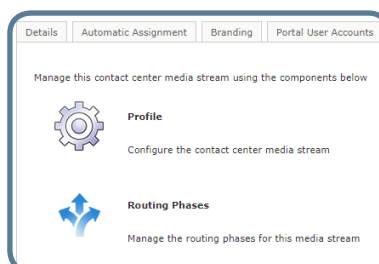 Details Automatic Assignment Branding Portal User Accounts
Manage this contact center media stream using the components below
Profile
Configure the contact center media stream
Routing Phases
Manage the routing phases for this media stream